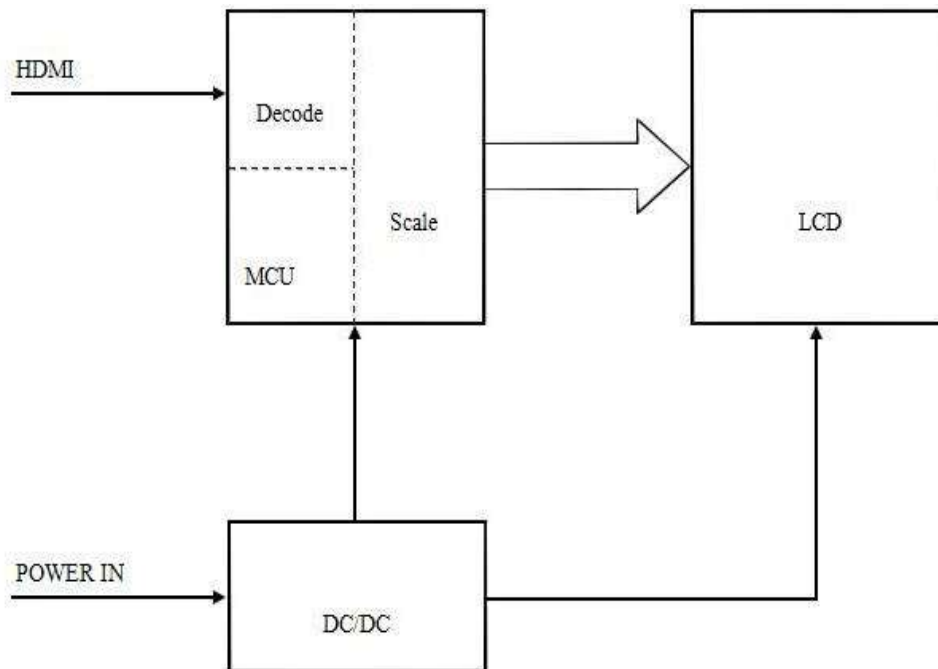 HDMI
Decode
Scale
MCU
LCD
POWER IN
DC/DC